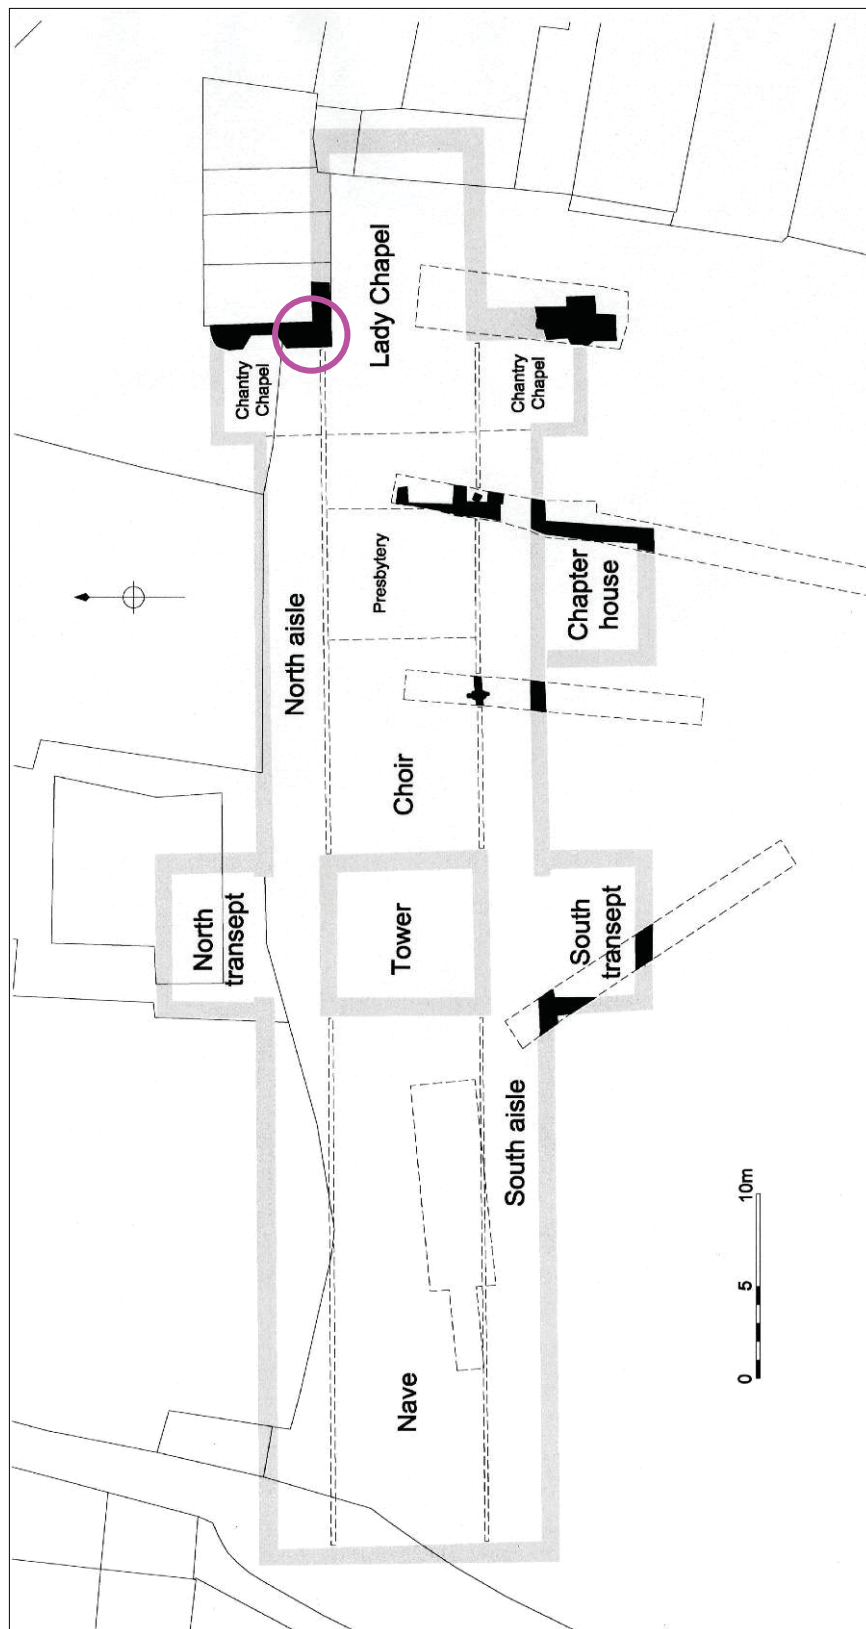 Lady Chapel
Chantry
Chapel
Chantry
Chapel
Presbytery
Chapter
house
North aisle
Choir
North
transept
Tower
South
transept
South aisle
Nave
0
5
10m